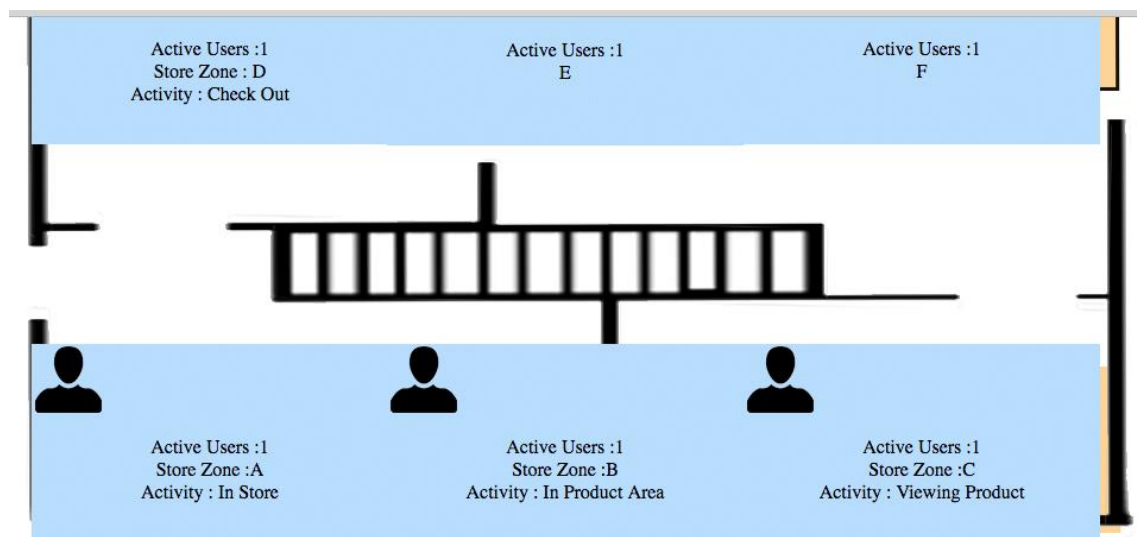 Active Users :1
Store Zone : D
Activity : Check Out
Active Users :1
E
Active Users :1
F
Active Users :1
Store Zone :A
Activity : In Store
Active Users :1
Store Zone :B
Activity : In Product Area
Active Users :1
Store Zone :C
Activity : Viewing Product